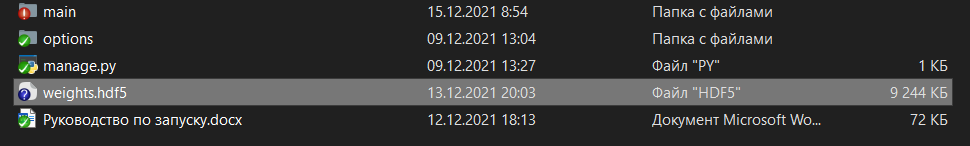 main 15.12.2021 8:54 Папка с файлами
options 09.12.2021 13:04 Папка с файлами
manage.py 09.12.2021 13:27 Файл "PY" 1 КБ
weights.hdf5 13.12.2021 20:03 Файл "HDF5" 9 244 КБ
Руководство по запуску.docx 12.12.2021 18:13 Документ Microsoft Wo... 72 КБ